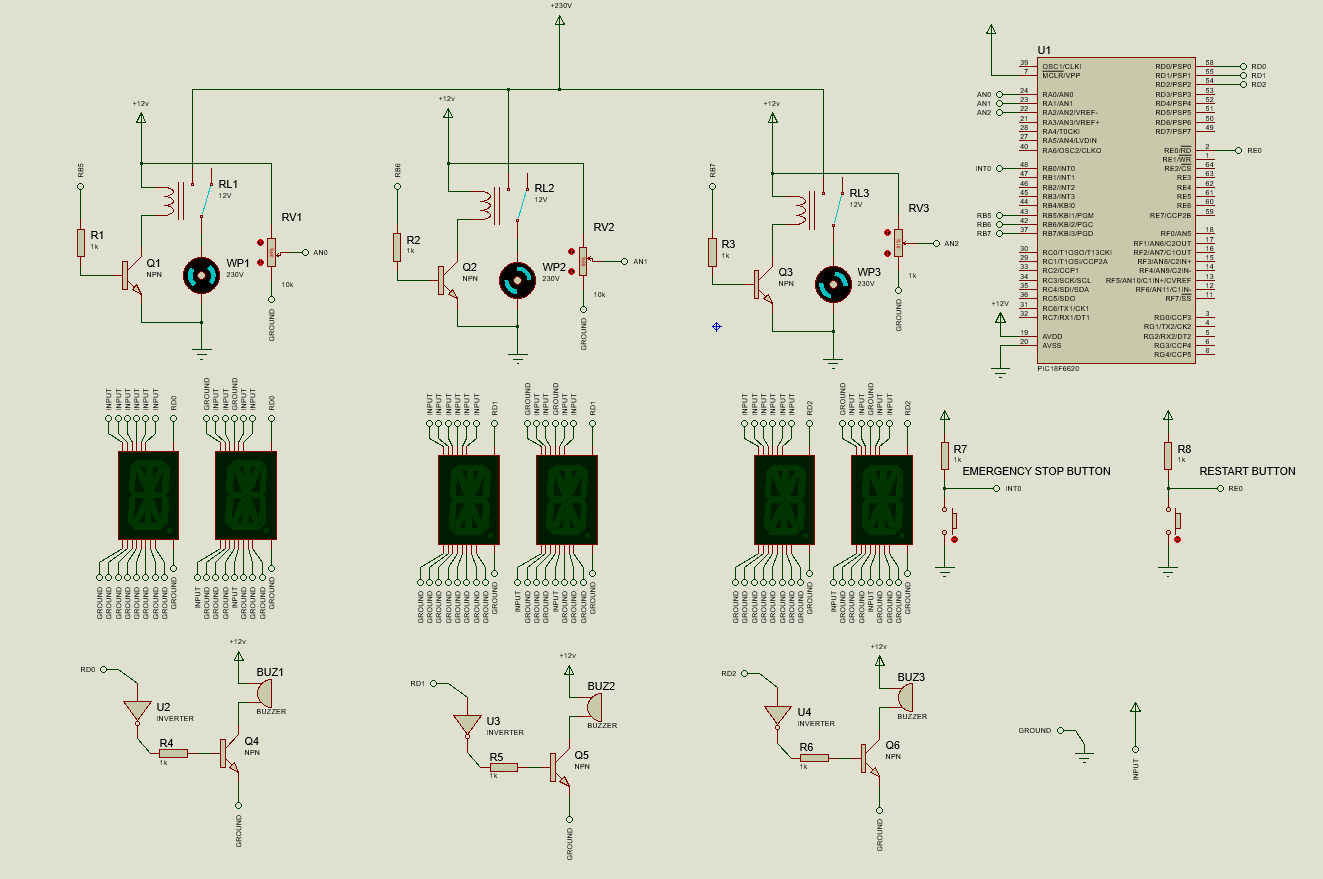 +230V
+12v
RB5
R1
1k
Q1
NPN
RL1
12V
WP1
230V
RV1
AN0
10k
GROUND
+12v
RB6
R2
1k
Q2
NPN
RL2
12V
WP2
230V
RV2
AN1
10k
GROUND
+12v
RB7
R3
1k
Q3
NPN
RL3
12V
WP3
230V
RV3
AN2
1k
GROUND
U1
39 OSC1/CLKI
7 MCLR/VPP
AN0 24 RA0/AN0
AN1 23 RA1/AN1
AN2 22 RA2/AN2/VREF-
21 RA3/AN3/VREF+
28 RA4/T0CKI
27 RA5/AN4/LVDIN
40 RA6/OSC2/CLKO
INT0 48 RB0/INT0
47 RB1/INT1
46 RB2/INT2
45 RB3/INT3
44 RB4/KBI0
RB5 43 RB5/KBI1/PGM
RB6 42 RB6/KBI2/PGC
RB7 37 RB7/KBI3/PGD
30 RC0/T1OSO/T13CKI
29 RC1/T1OSI/CCP2A
33 RC2/CCP1
34 RC3/SCK/SCL
35 RC4/SDI/SDA
36 RC5/SDO
31 RC6/TX1/CK1
32 RC7/RX1/DT1
+12V
19 AVDD
20 AVSS
RD0/PSP0 58 RD0
RD1/PSP1 55 RD1
RD2/PSP2 54 RD2
RD3/PSP3 53
RD4/PSP4 52
RD5/PSP5 51
RD6/PSP6 50
RD7/PSP7 49
RE0/RD 2 RE0
RE1/WR 1
RE2/CS 64
RE3 63
RE4 62
RE5 61
RE6 60
RE7/CCP2B 59
RF0/AN5 18
RF1/AN6/C2OUT 17
RF2/AN7/C1OUT 16
RF3/AN8/C2IN+ 15
RF4/AN9/C2IN- 14
RF5/AN10/C1IN+/CVREF 13
RF6/AN11/C1IN- 12
RF7/SS 11
RG0/CCP3 3
RG1/TX2/CK2 4
RG2/RX2/DT2 5
RG3/CCP4 6
RG4/CCP5 8
PIC18F6620
INPUT INPUT INPUT INPUT INPUT INPUT RD0
GROUND INPUT INPUT GROUND INPUT INPUT RD0
INPUT INPUT INPUT INPUT INPUT INPUT RD1
GROUND INPUT INPUT GROUND INPUT INPUT RD1
INPUT INPUT INPUT INPUT INPUT INPUT RD2
GROUND INPUT INPUT GROUND INPUT INPUT RD2
GROUND GROUND GROUND GROUND GROUND GROUND GROUND GROUND GROUND
INPUT GROUND GROUND GROUND INPUT GROUND GROUND GROUND GROUND
GROUND GROUND GROUND GROUND GROUND GROUND GROUND GROUND GROUND
INPUT GROUND GROUND GROUND INPUT GROUND GROUND GROUND GROUND
GROUND GROUND GROUND GROUND GROUND GROUND GROUND GROUND GROUND
INPUT GROUND GROUND GROUND INPUT GROUND GROUND GROUND GROUND
R7
1k
EMERGENCY STOP BUTTON
INT0
R8
1k
RESTART BUTTON
RE0
RD0
U2
INVERTER
R4
1k
+12v
BUZ1
BUZZER
Q4
NPN
GROUND
RD1
U3
INVERTER
R5
1k
+12v
BUZ2
BUZZER
Q5
NPN
GROUND
RD2
U4
INVERTER
R6
1k
+12v
BUZ3
BUZZER
Q6
NPN
GROUND
GROUND
INPUT